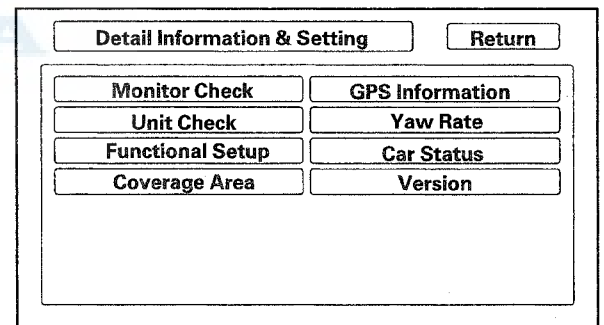 Detail Information & Setting Return
Monitor Check GPS Information
Unit Check Yaw Rate
Functional Setup Car Status
Coverage Area Version